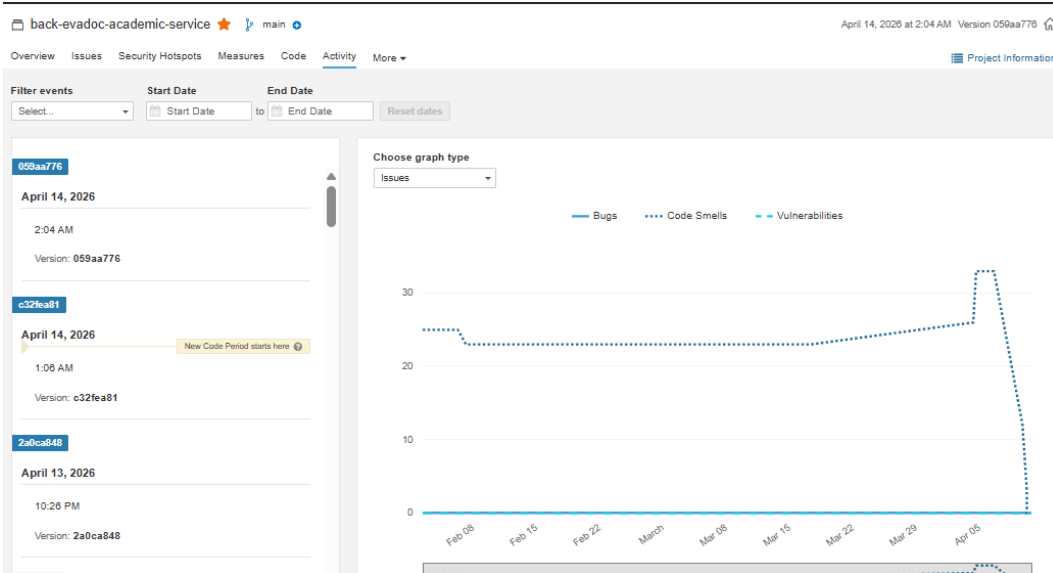 back-evadoc-academic-service main
April 14, 2026 at 2:04 AM Version 059aa776
Overview Issues Security Hotspots Measures Code Activity More
Project Information
Filter events Start Date End Date
Select... Start Date to End Date Reset dates
059aa776
April 14, 2026
2:04 AM
Version: 059aa776
c32fea81
April 14, 2026
New Code Period starts here
1:06 AM
Version: c32fea81
2a0ca848
April 13, 2026
10:26 PM
Version: 2a0ca848
Choose graph type
Issues
Bugs Code Smells Vulnerabilities
30
20
10
0
Feb 08 Feb 15 Feb 22 March Mar 08 Mar 15 Mar 22 Mar 29 Apr 05